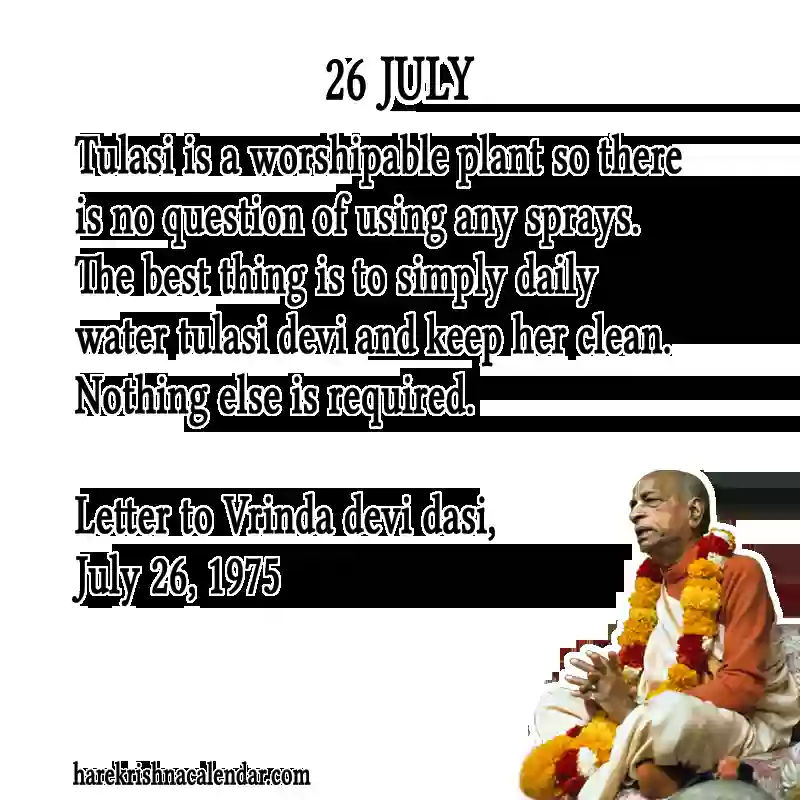 26 JULY
Tulasi is a worshipable plant so there
is no question of using any sprays.
The best thing is to simply daily
water tulasi devi and keep her clean.
Nothing else is required.
Letter to Vrinda devi dasi,
July 26, 1975
harekrishnacalendar.com